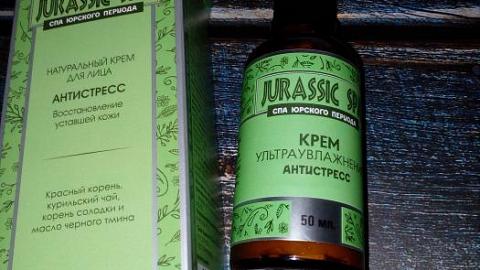 JURASSIC SPA
СПА ЮРСКОГО ПЕРИОДА
НАТУРАЛЬНЫЙ КРЕМ
ДЛЯ ЛИЦА
АНТИСТРЕСС
Восстановление
уставшей кожи
Красный корень,
курильский чай,
корень солодки и
масло черного тмина
JURASSIC SPA
СПА ЮРСКОГО ПЕРИОДА
КРЕМ
УЛЬТРАУВЛАЖНЕНИЕ
АНТИСТРЕСС
50 МЛ.